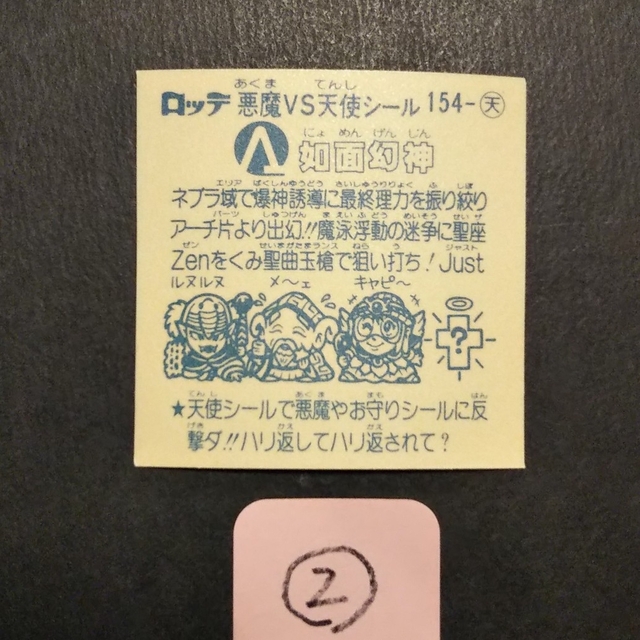 ロッテ 悪魔VS天使シール 154-㊝
如面幻神
ネブラ域で爆神誘導に最終理力を振り絞り
アーチ片より出幻!!魔泳浮動の迷争に聖座
Zenをくみ聖曲玉槍で狙い打ち!Just
ルヌルヌ メ〜ェ キャピ〜
?
★天使シールで悪魔やお守りシールに反
撃ダ!!ハリ返してハリ返されて?
②